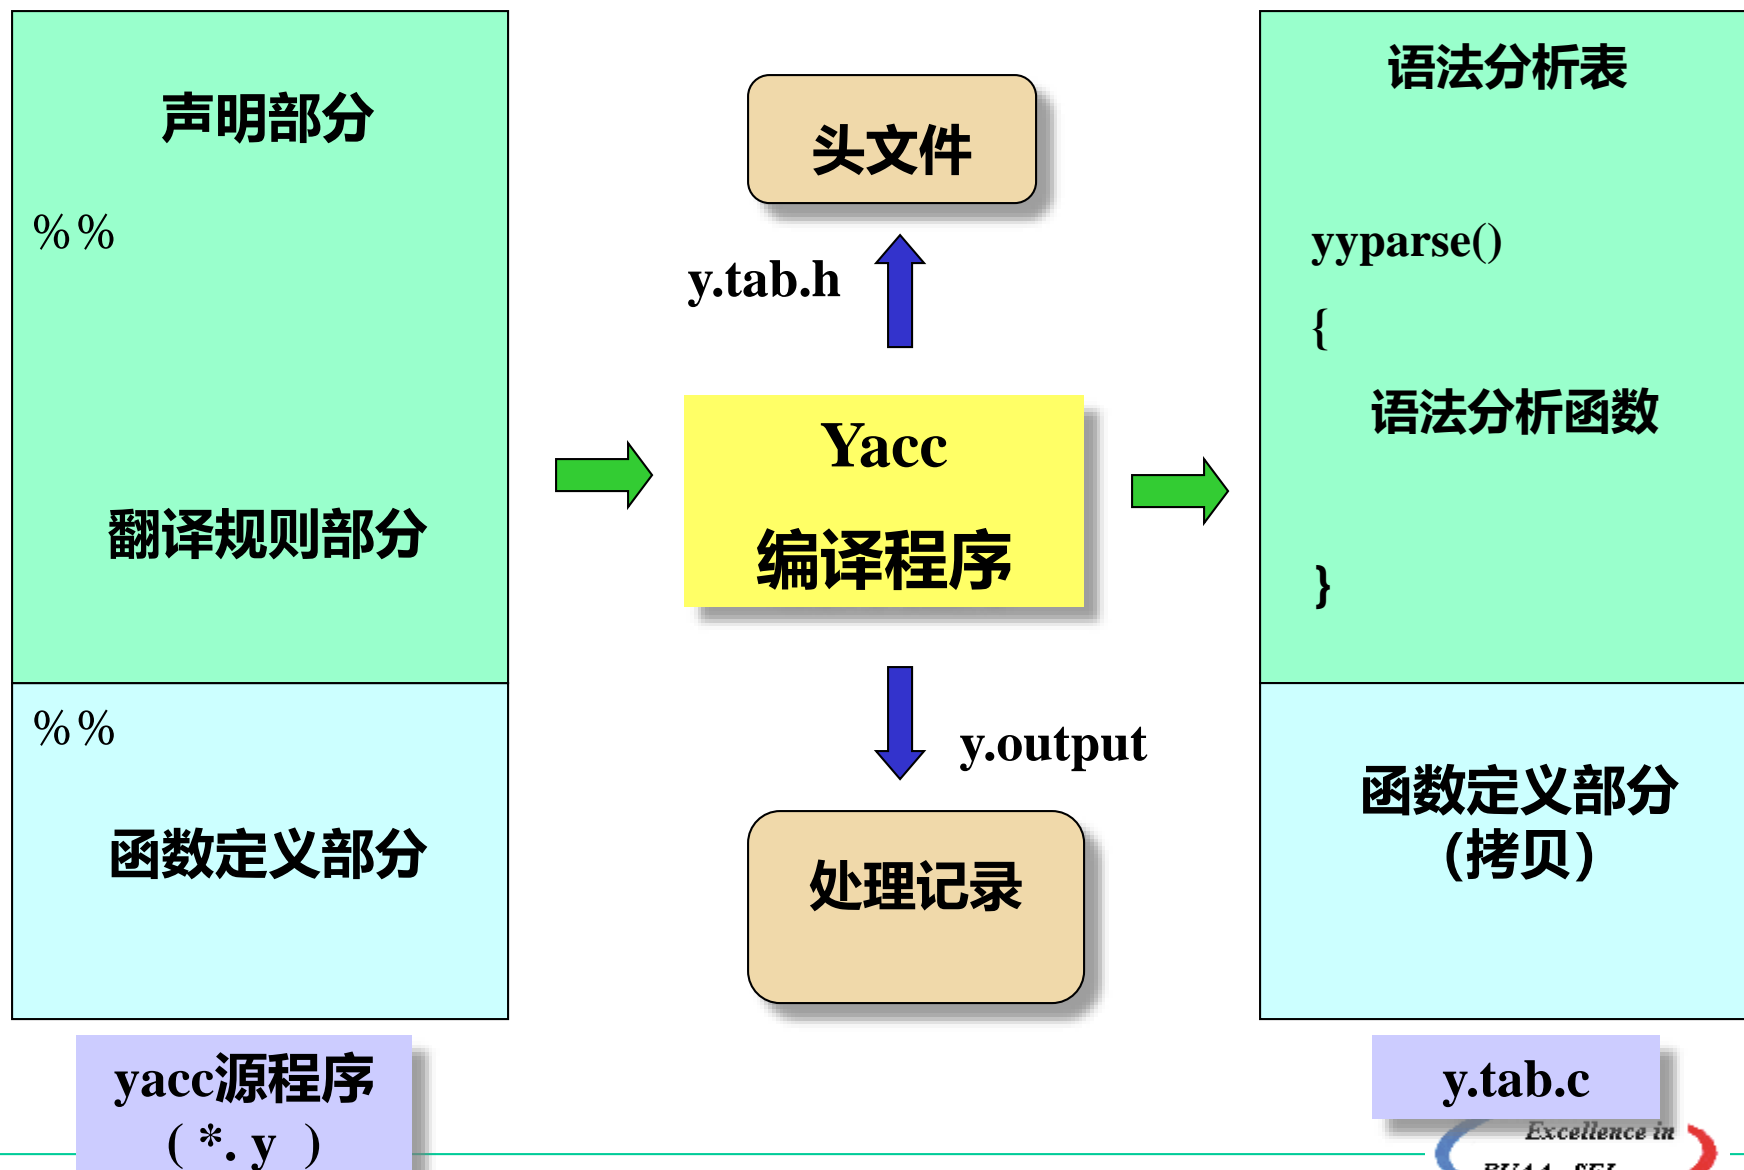 声明部分
%%
翻译规则部分
%%
函数定义部分
yacc源程序
( *. y )
头文件
y.tab.h
Yacc
编译程序
y.output
处理记录
语法分析表
yyparse()
{
语法分析函数
}
函数定义部分
（拷贝）
y.tab.c
Excellence in
BUAA SEI